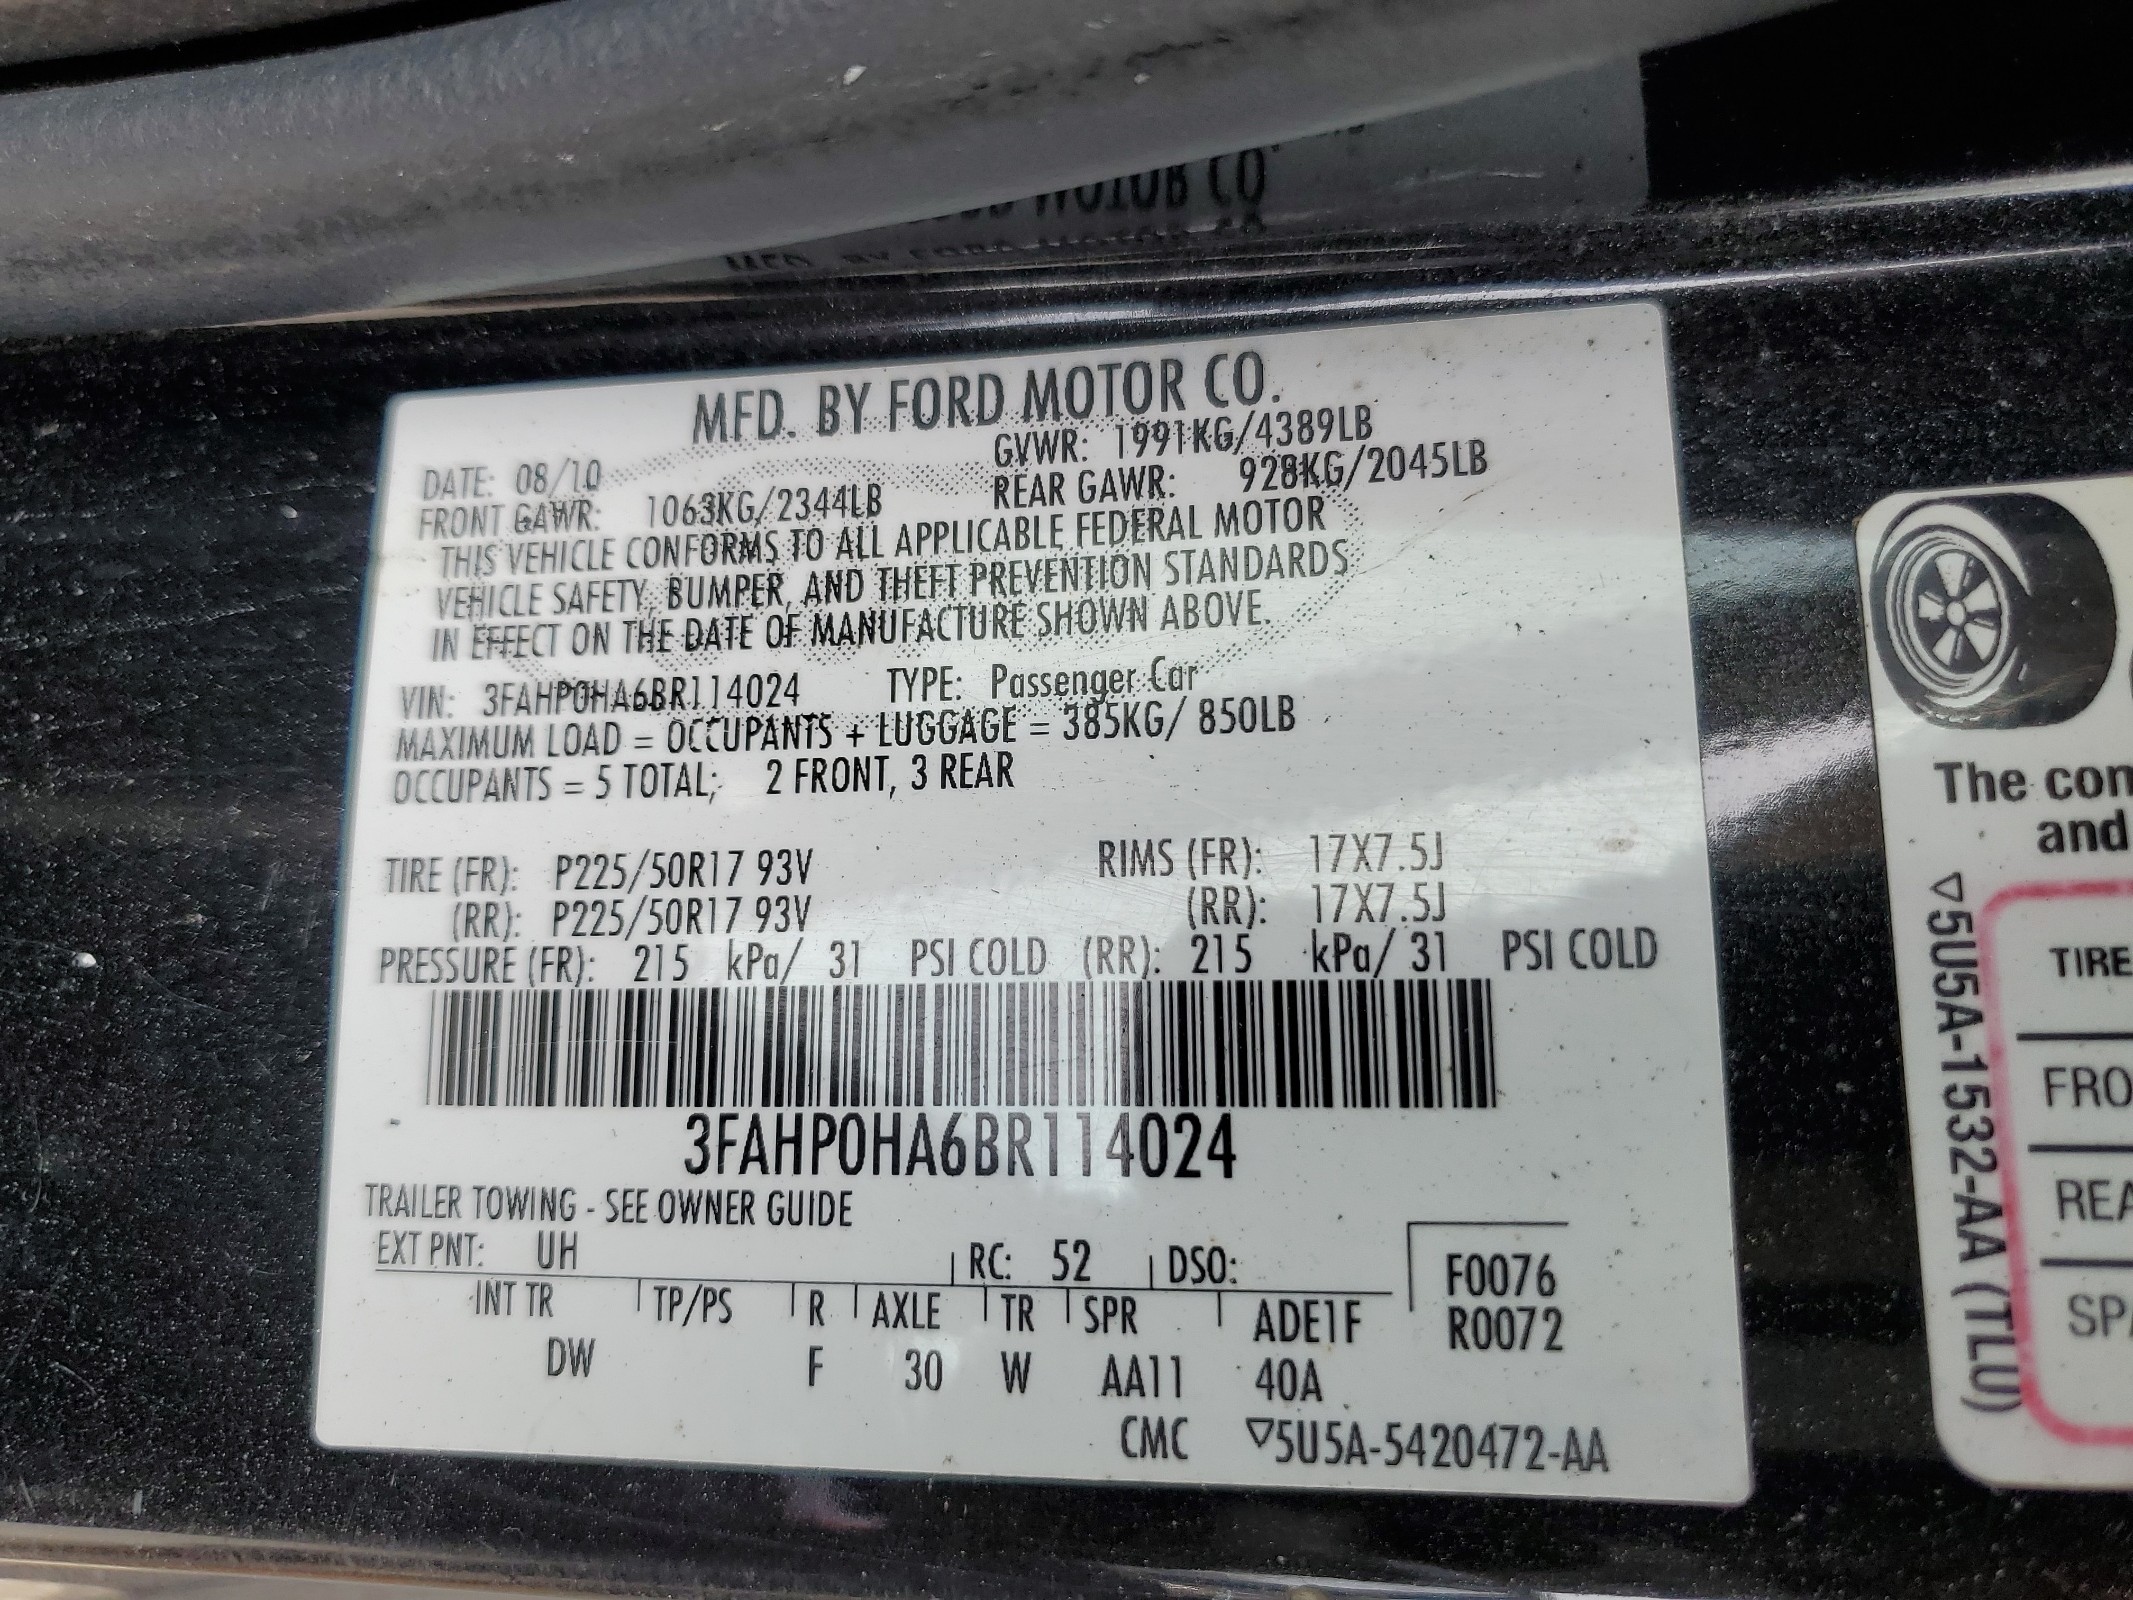 MOTOR CO
MFD. BY FORD MOTOR CO.
DATE: 08/10 GVWR: 1991KG/4389LB
FRONT GAWR: 1063KG/2344LB REAR GAWR: 928KG/2045LB
THIS VEHICLE CONFORMS TO ALL APPLICABLE FEDERAL MOTOR
VEHICLE SAFETY, BUMPER, AND THEFT PREVENTION STANDARDS
IN EFFECT ON THE DATE OF MANUFACTURE SHOWN ABOVE.
VIN: 3FAHP0HA6BR114024 TYPE: Passenger Car
MAXIMUM LOAD = OCCUPANTS + LUGGAGE = 385KG/ 850LB
OCCUPANTS = 5 TOTAL; 2 FRONT, 3 REAR
TIRE (FR): P225/50R17 93V RIMS (FR): 17X7.5J
(RR): P225/50R17 93V (RR): 17X7.5J
PRESSURE (FR): 215 kPa/ 31 PSI COLD (RR): 215 kPa/ 31 PSI COLD
3FAHP0HA6BR114024
TRAILER TOWING - SEE OWNER GUIDE
EXT PNT: UH RC: 52 DSO: F0076
INT TR TP/PS R AXLE TR SPR ADE1F R0072
DW F 30 W AA11 40A
CMC ▽5U5A-5420472-AA
The con
and
▽5U5A-1532-AA (TLU)
TIRE
FRO
REA
SPA